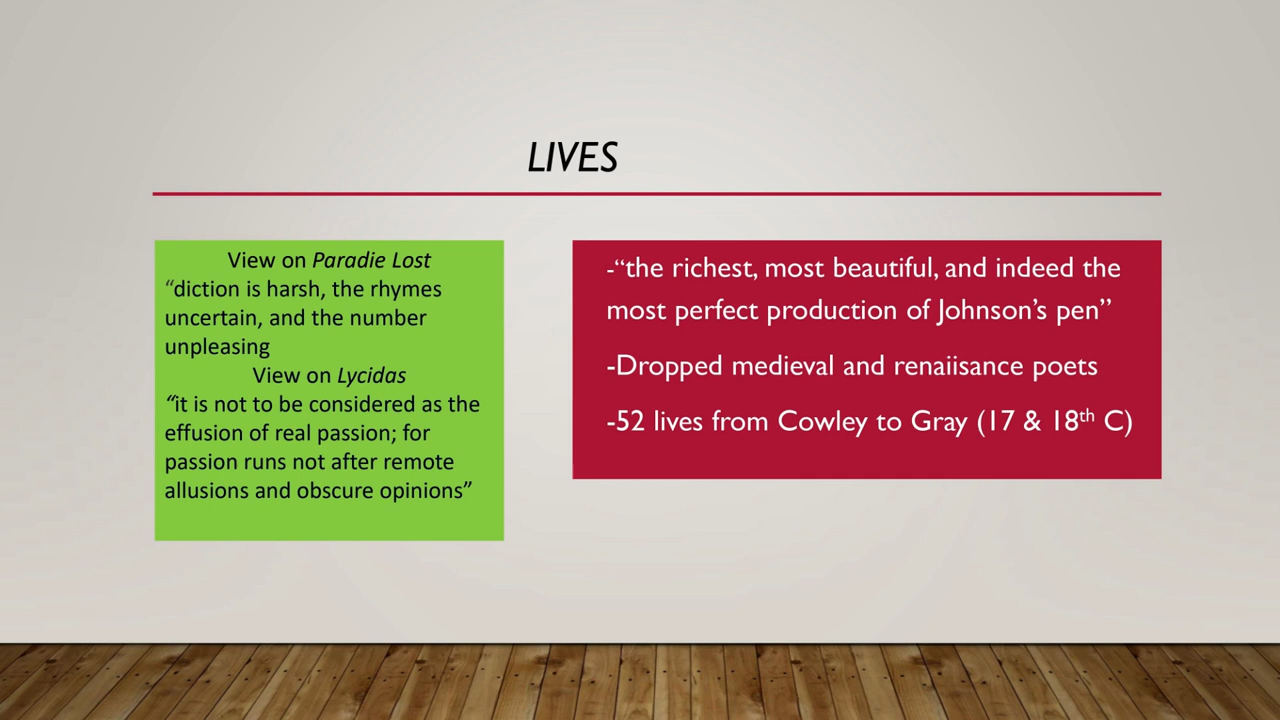 LIVES
View on Paradie Lost
“diction is harsh, the rhymes
uncertain, and the number
unpleasing
View on Lycidas
“it is not to be considered as the
effusion of real passion; for
passion runs not after remote
allusions and obscure opinions”
-“the richest, most beautiful, and indeed the
most perfect production of Johnson’s pen”
-Dropped medieval and renaiisance poets
-52 lives from Cowley to Gray (17 & 18th C)